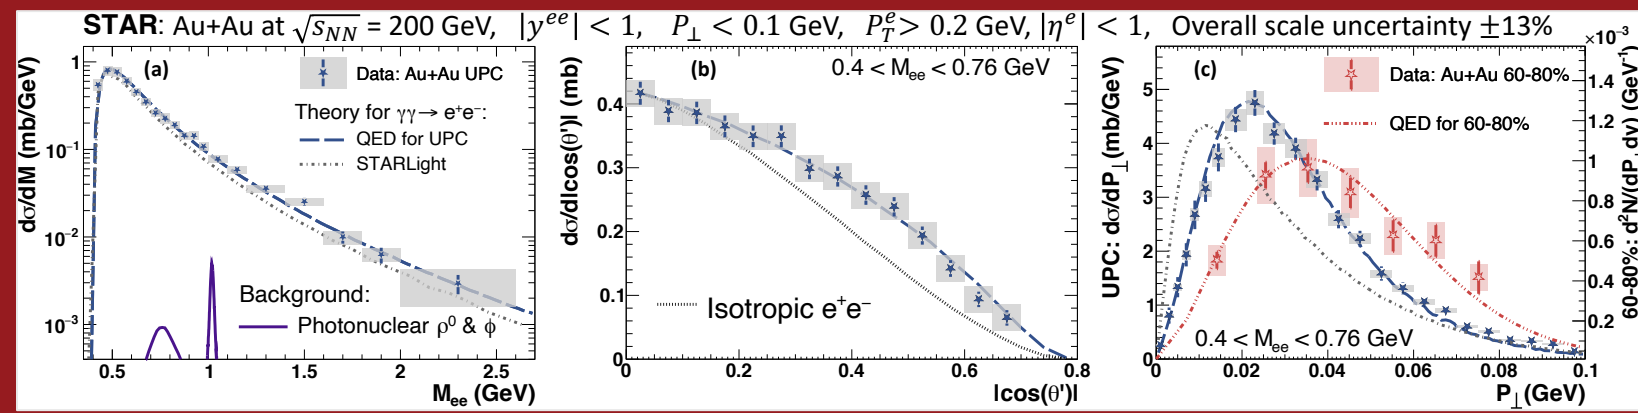 STAR: Au+Au at √s_NN = 200 GeV, |y^ee| < 1, P_⊥ < 0.1 GeV, P_T^e > 0.2 GeV, |η^e| < 1, Overall scale uncertainty ±13%
(a)
Data: Au+Au UPC
Theory for γγ→ e⁺e⁻:
QED for UPC
STARLight
Background:
Photonuclear ρ⁰ & ϕ
dσ/dM (mb/GeV)
1
10⁻¹
10⁻²
10⁻³
0.5 1 1.5 2 2.5
M_ee (GeV)
(b)
0.4 < M_ee < 0.76 GeV
Isotropic e⁺e⁻
dσ/d|cos(θ')| (mb)
0.4
0.3
0.2
0.1
0
0 0.2 0.4 0.6 0.8
|cos(θ')|
(c)
Data: Au+Au 60-80%
QED for 60-80%
0.4 < M_ee < 0.76 GeV
UPC: dσ/dP_⊥(mb/GeV)
5
4
3
2
1
0
0 0.02 0.04 0.06 0.08 0.1
P_⊥(GeV)
×10⁻³
1.4
1.2
1
0.8
0.6
0.4
0.2
60-80%: d²N/(dP_⊥dy) (GeV⁻¹)